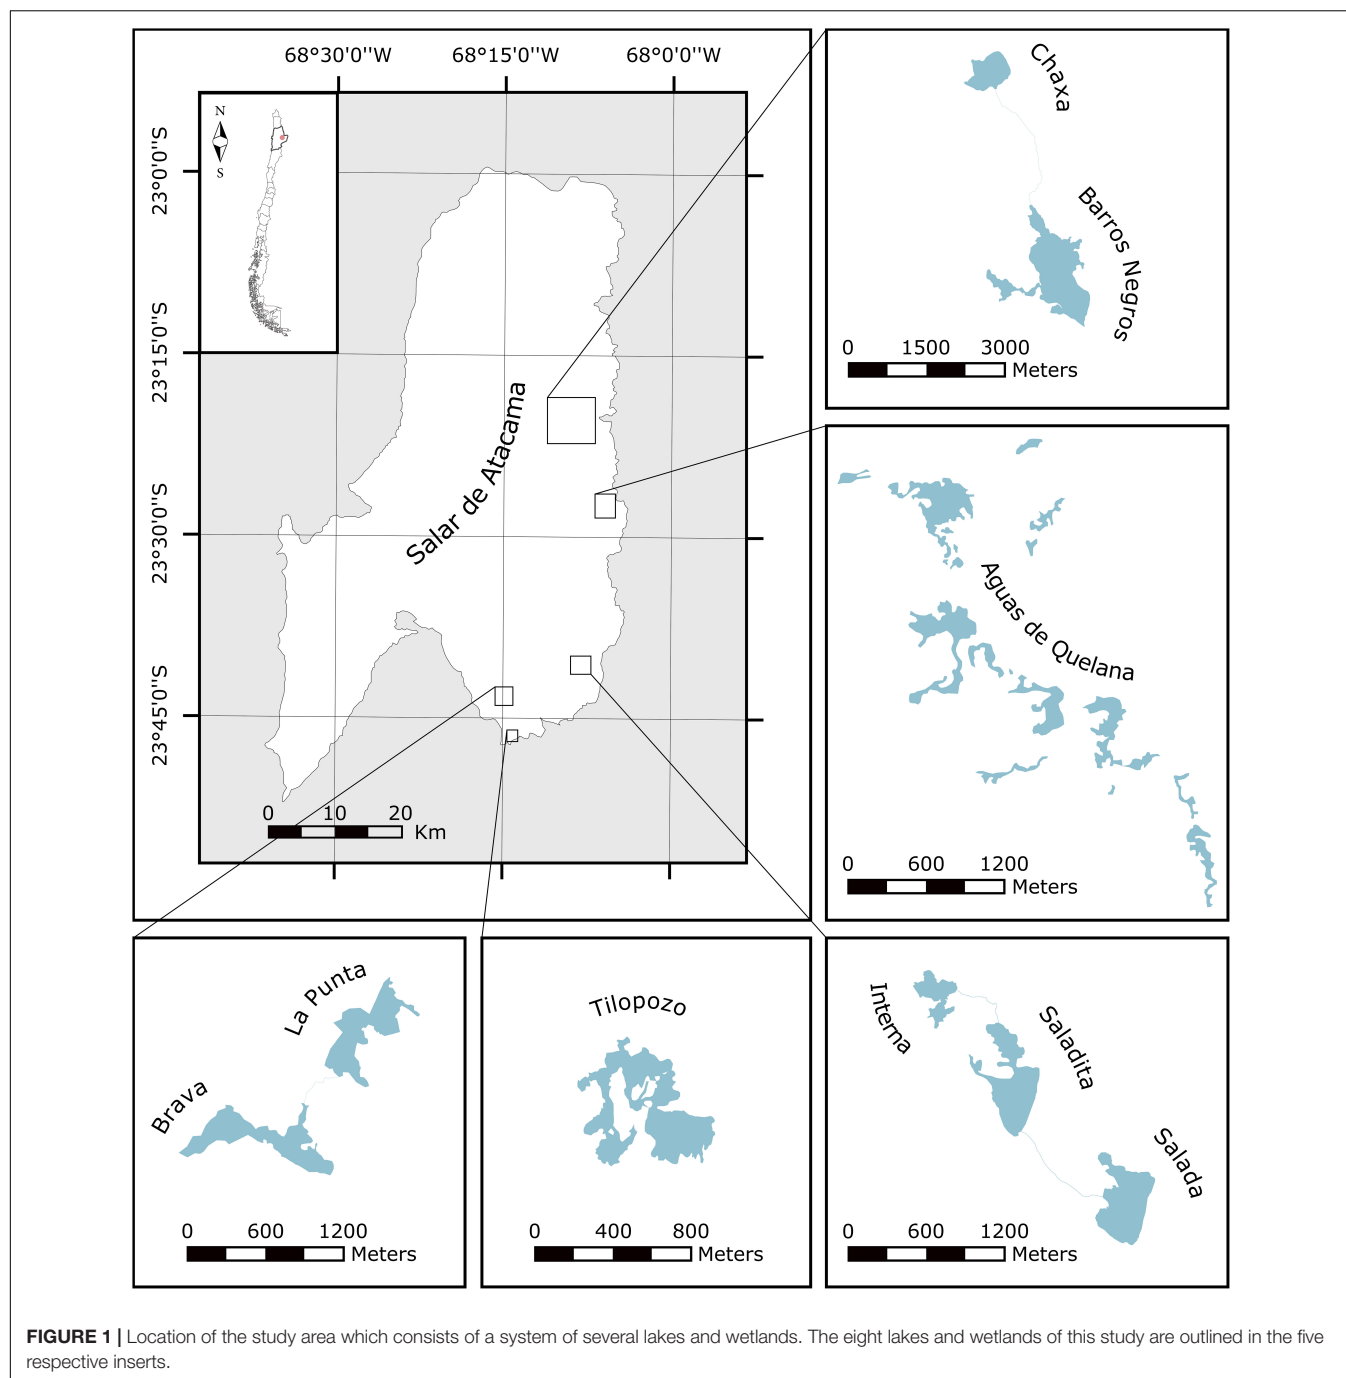 68°30'0''W 68°15'0''W 68°0'0''W
N
S
23°0'0''S
23°15'0''S
23°30'0''S
23°45'0''S
Salar de Atacama
0 10 20
Km
Chaxa
Barros Negros
0 1500 3000
Meters
Aguas de Quelana
0 600 1200
Meters
La Punta
Brava
0 600 1200
Meters
Tilopozo
0 400 800
Meters
Interna
Saladita
Salada
0 600 1200
Meters
FIGURE 1 | Location of the study area which consists of a system of several lakes and wetlands. The eight lakes and wetlands of this study are outlined in the five
respective inserts.